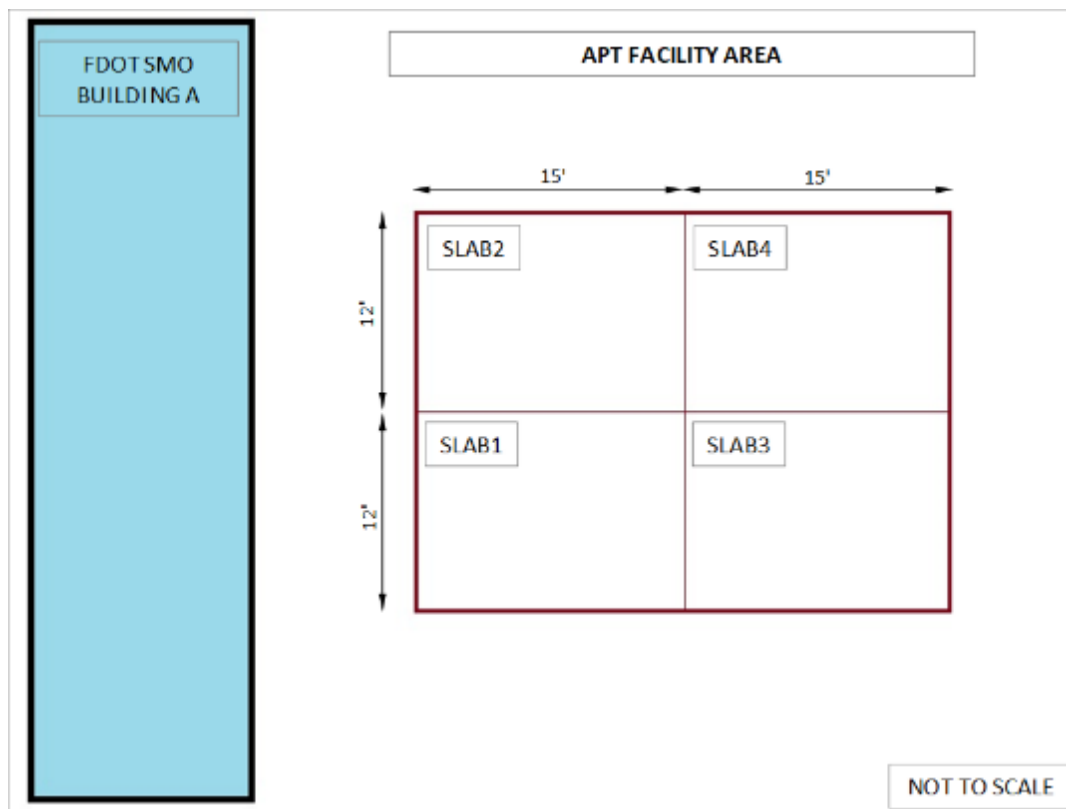 FDOT SMO
BUILDING A
APT FACILITY AREA
15'
15'
12'
SLAB2
SLAB4
12'
SLAB1
SLAB3
NOT TO SCALE